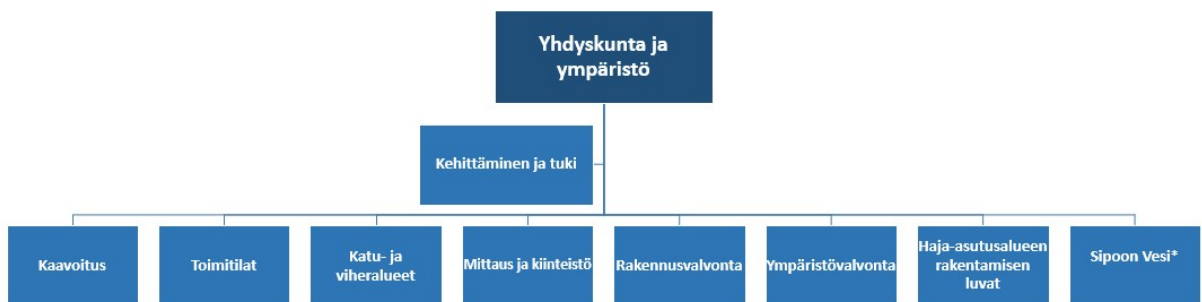 Yhdyskunta ja
ympäristö
Kehittäminen ja tuki
Kaavoitus
Toimitilat
Katu- ja
viheralueet
Mittaus ja kiinteistö
Rakennusvalvonta
Ympäristövalvonta
Haja-asutusalueen
rakentamisen
luvat
Sipoon Vesi*